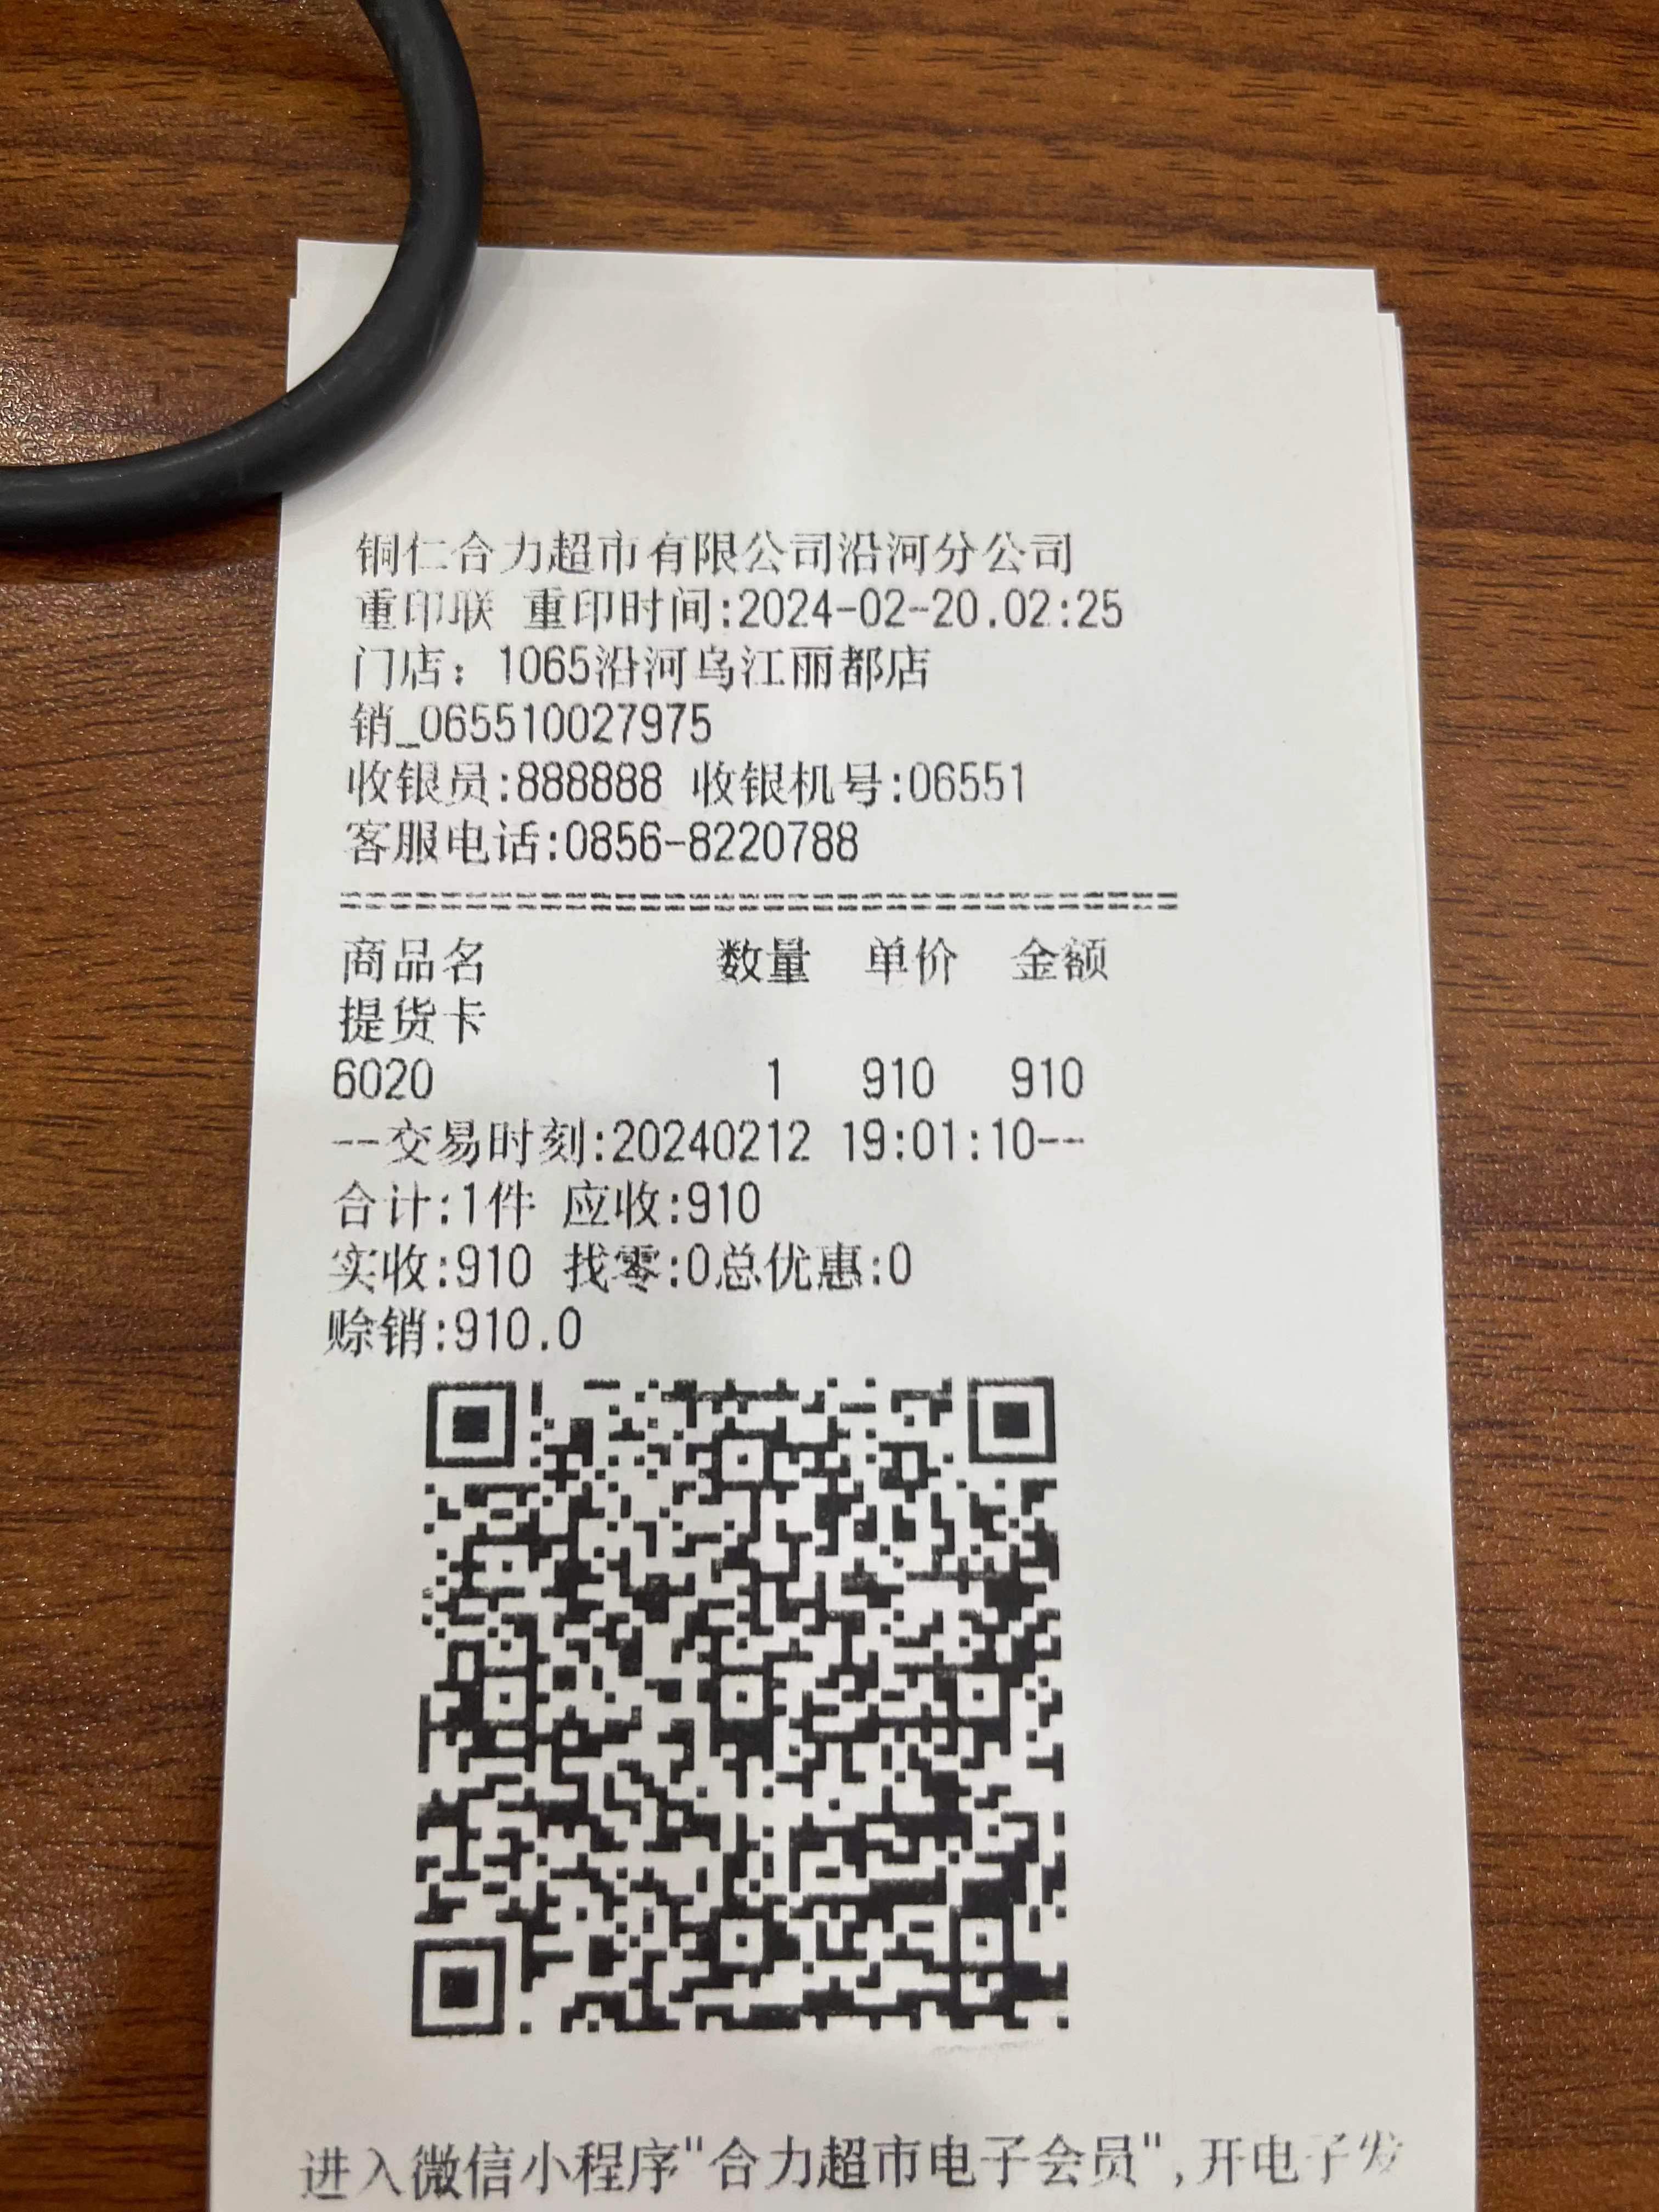 铜仁合力超市有限公司沿河分公司
重印联 重印时间:2024-02-20.02:25
门店：1065沿河乌江丽都店
销_065510027975
收银员:888888 收银机号:06551
客服电话:0856-8220788
==================================
商品名 数量 单价 金额
提货卡
6020 1 910 910
--交易时刻:20240212 19:01:10--
合计:1件 应收:910
实收:910 找零:0总优惠:0
赊销:910.0
进入微信小程序"合力超市电子会员",开电子发